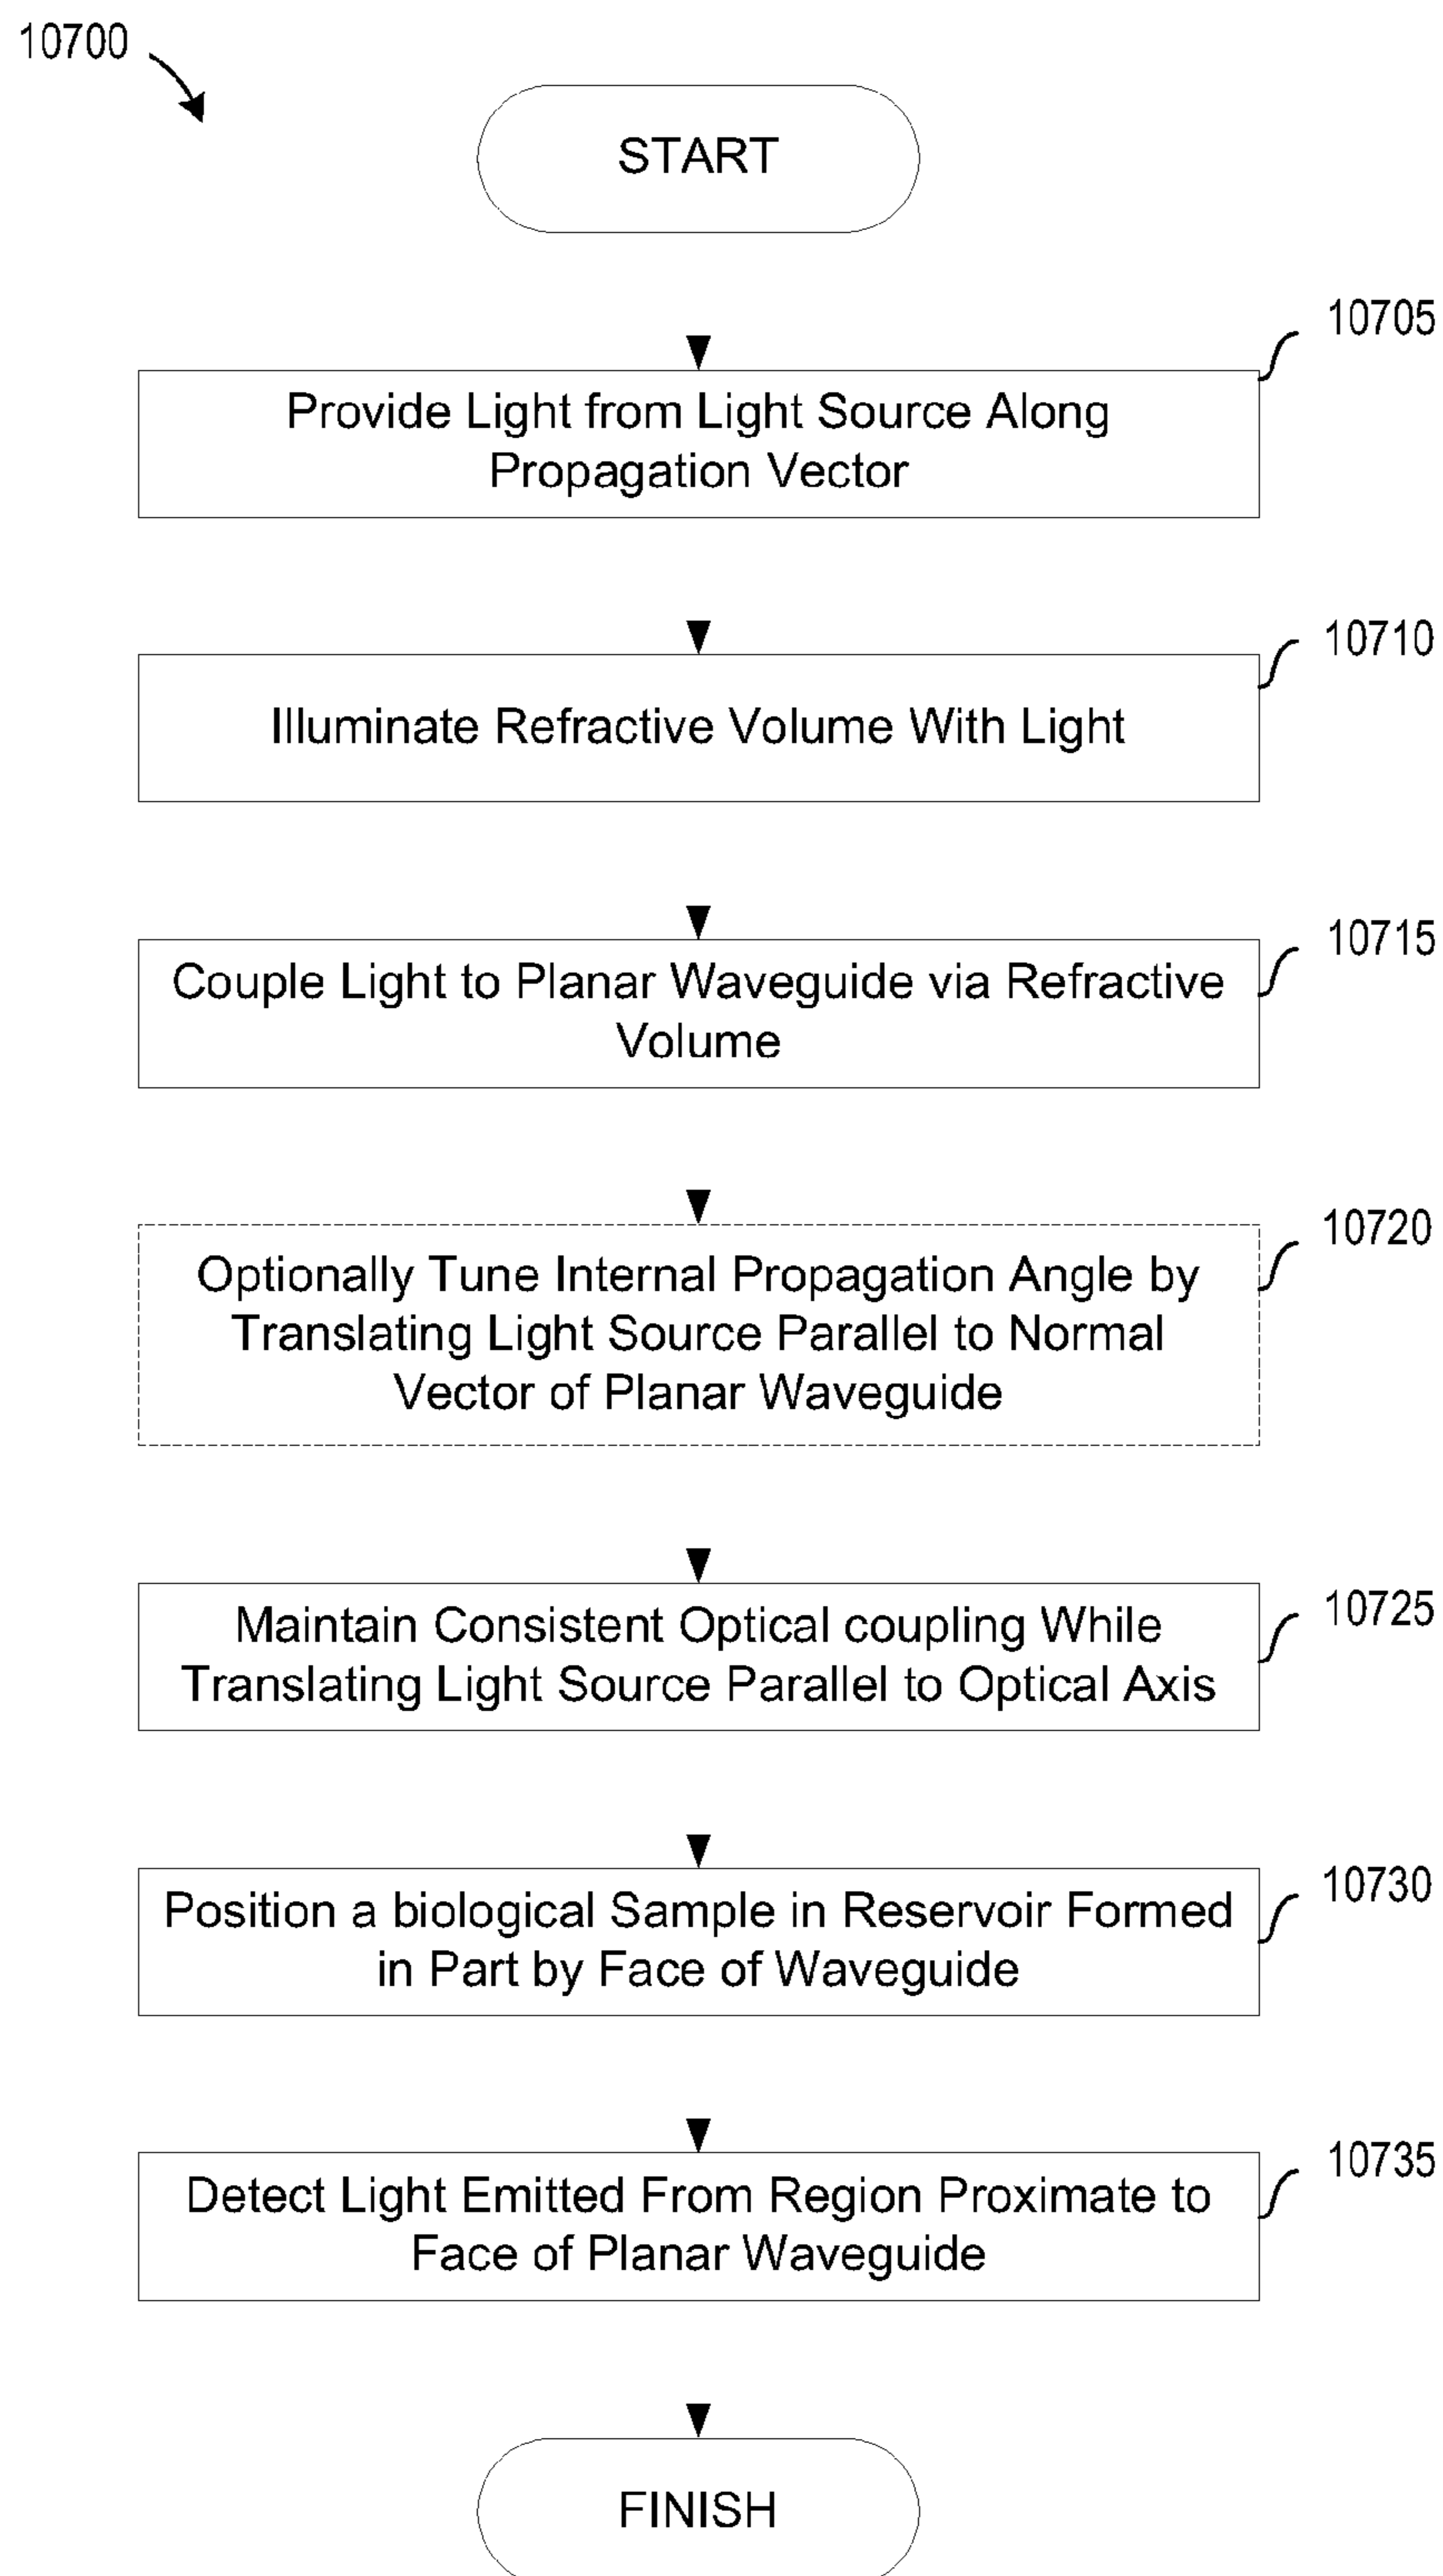 10700
START
10705
Provide Light from Light Source Along
Propagation Vector
10710
Illuminate Refractive Volume With Light
10715
Couple Light to Planar Waveguide via Refractive
Volume
10720
Optionally Tune Internal Propagation Angle by
Translating Light Source Parallel to Normal
Vector of Planar Waveguide
10725
Maintain Consistent Optical coupling While
Translating Light Source Parallel to Optical Axis
10730
Position a biological Sample in Reservoir Formed
in Part by Face of Waveguide
10735
Detect Light Emitted From Region Proximate to
Face of Planar Waveguide
FINISH